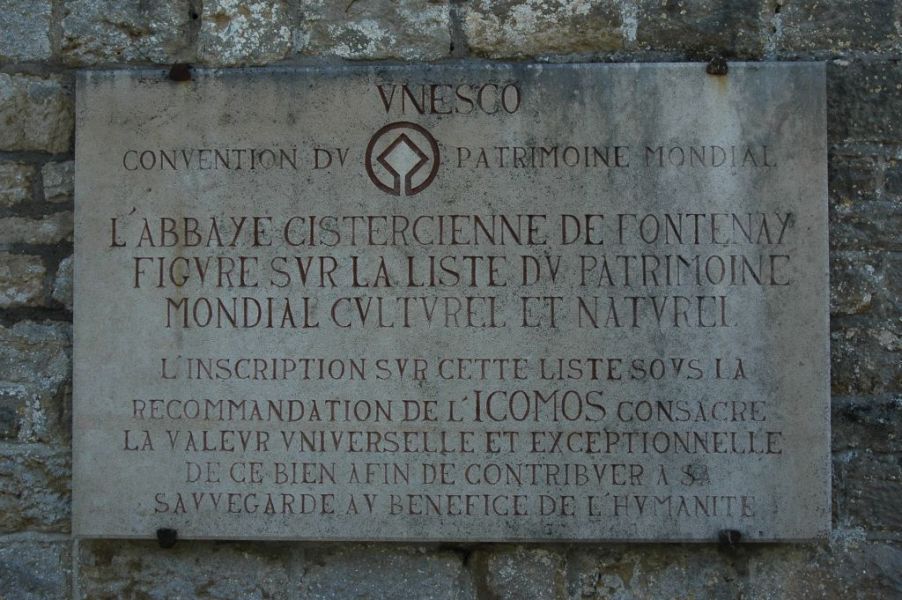 VNESCO
CONVENTION DV PATRIMOINE MONDIAL
L'ABBAYE CISTERCIENNE DE FONTENAY
FIGVRE SVR LA LISTE DV PATRIMOINE
MONDIAL CVLTVREL ET NATVREL
L'INSCRIPTION SVR CETTE LISTE SOVS LA
RECOMMANDATION DE L'ICOMOS CONSACRE
LA VALEVR VNIVERSELLE ET EXCEPTIONNELLE
DE CE BIEN AFIN DE CONTRIBVER A SA
SAVVEGARDE AV BENEFICE DE L'HVMANITE